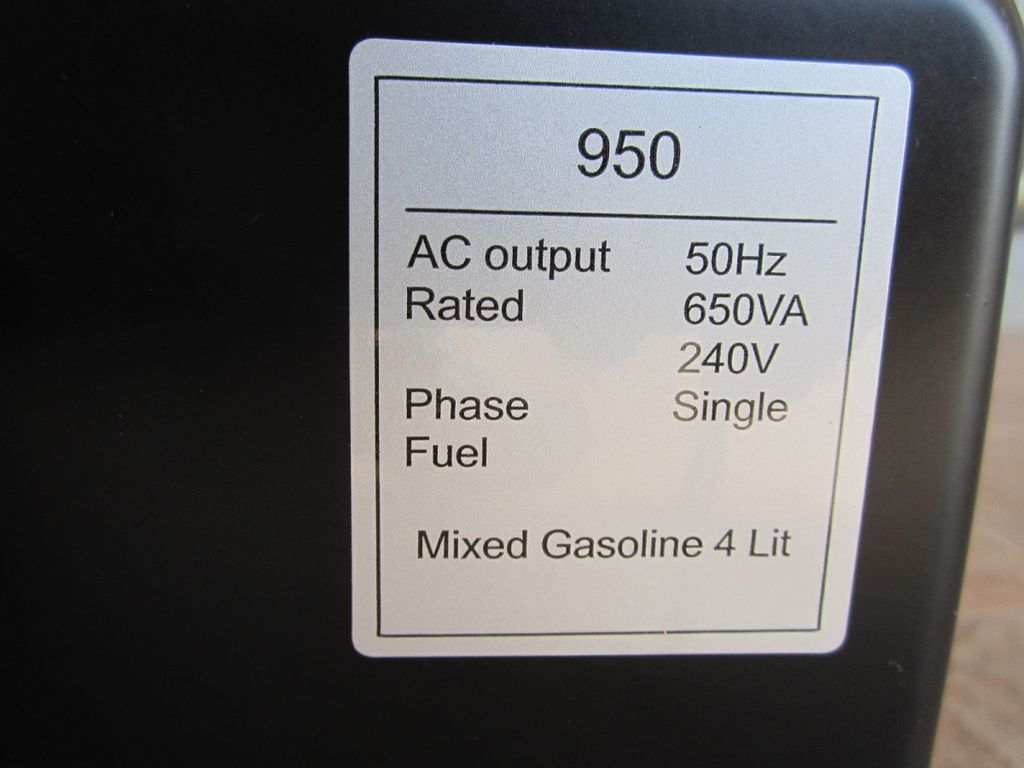 950
AC output 50Hz
Rated 650VA
240V
Phase Single
Fuel
Mixed Gasoline 4 Lit